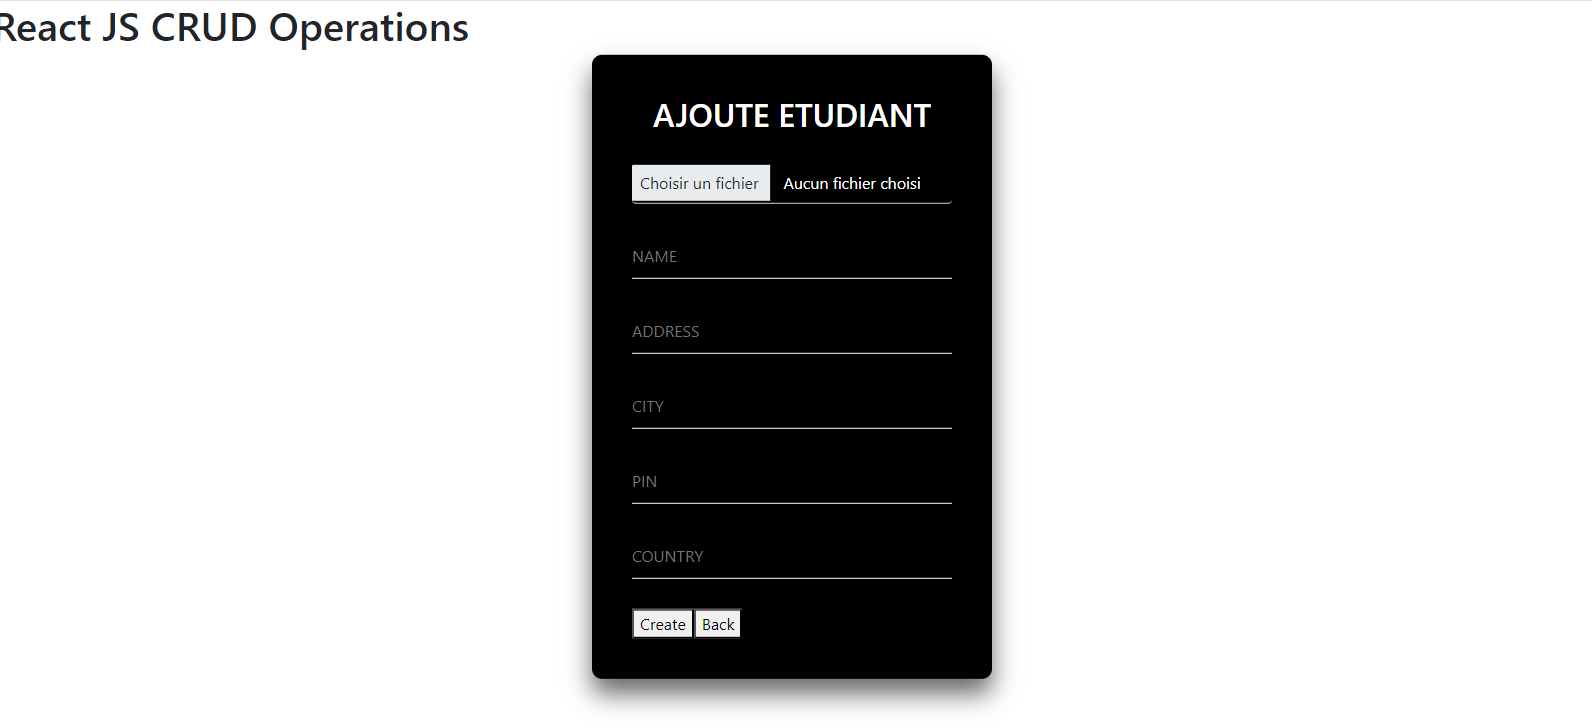 React JS CRUD Operations
AJOUTE ETUDIANT
Choisir un fichier Aucun fichier choisi
NAME
ADDRESS
CITY
PIN
COUNTRY
Create Back